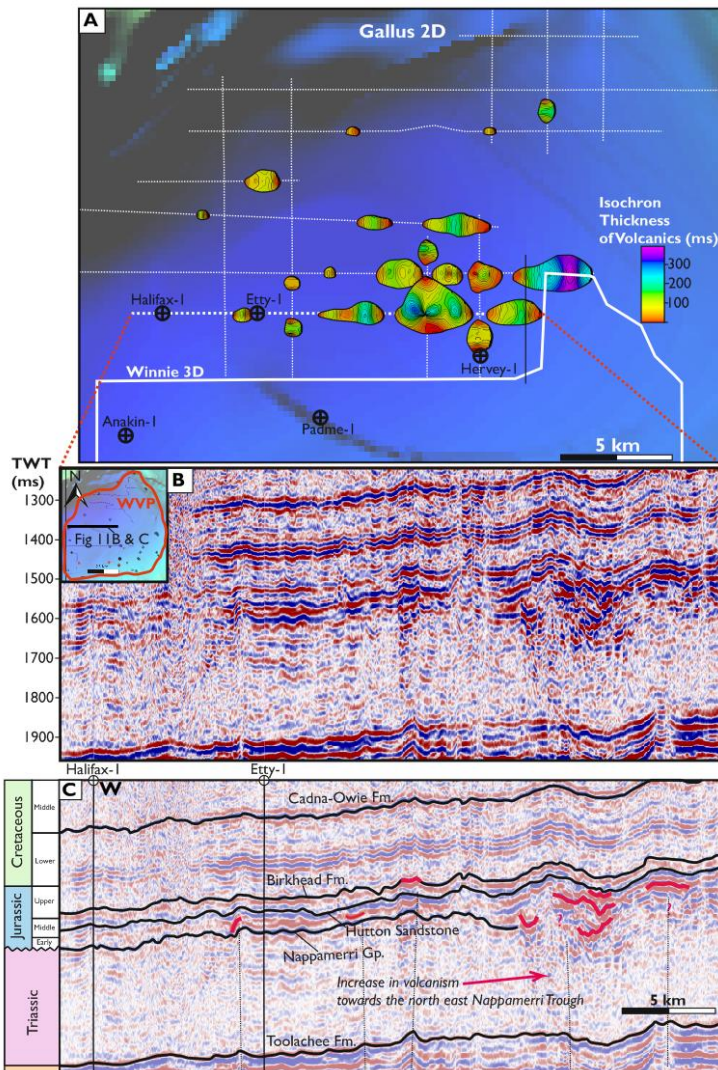 A
Gallus 2D
Isochron
Thickness
of Volcanics (ms)
300
200
100
Halifax-1
Etty-1
Winnie 3D
Hervey-1
Anakin-1
Padme-1
5 km
TWT
(ms)
B
N
WVP
Fig 11B & C
1300
1400
1500
1600
1700
1800
1900
Halifax-1
Etty-1
C
W
Cretaceous
Middle
Lower
Jurassic
Upper
Middle
Early
Triassic
Cadna-Owie Fm.
Birkhead Fm.
Hutton Sandstone
Nappamerri Gp.
Increase in volcanism
towards the north east Nappamerri Trough
5 km
Toolachee Fm.